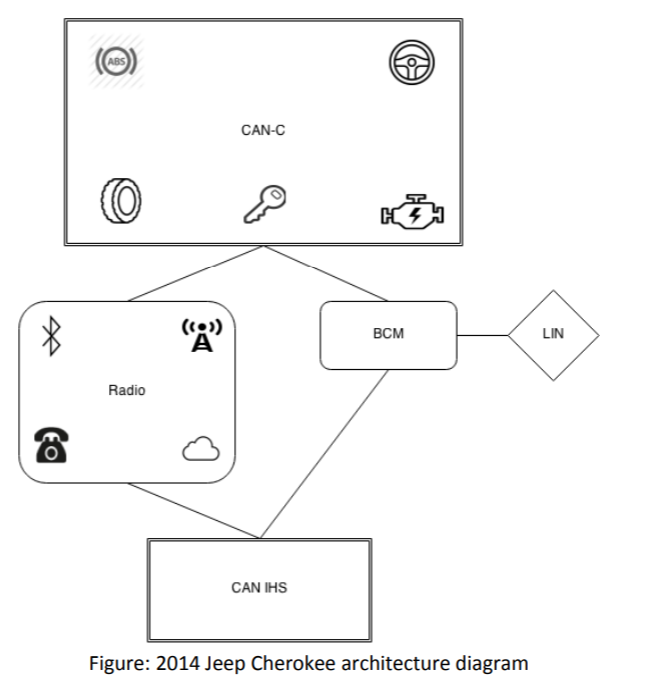 ABS
CAN-C
Radio
BCM
LIN
CAN IHS
Figure: 2014 Jeep Cherokee architecture diagram